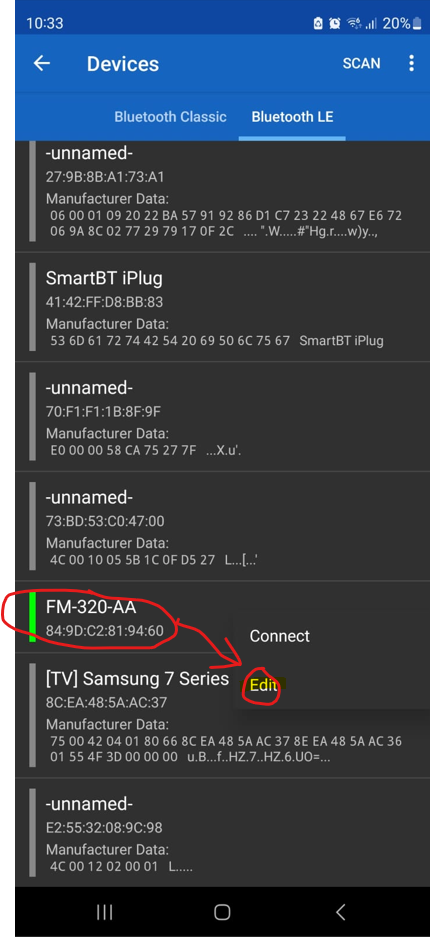 10:33
20%
Devices
SCAN
Bluetooth Classic
Bluetooth LE
-unnamed-
27:9B:8B:A1:73:A1
Manufacturer Data:
06 00 01 09 20 22 BA 57 91 92 86 D1 C7 23 22 48 67 E6 72
06 9A 8C 02 77 29 79 17 0F 2C .... ".W.....#"Hg.r....w)y..,
SmartBT iPlug
41:42:FF:D8:BB:83
Manufacturer Data:
53 6D 61 72 74 42 54 20 69 50 6C 75 67 SmartBT iPlug
-unnamed-
70:F1:F1:1B:8F:9F
Manufacturer Data:
E0 00 00 58 CA 75 27 7F ...X.u'.
-unnamed-
73:BD:53:C0:47:00
Manufacturer Data:
4C 00 10 05 5B 1C 0F D5 27 L...[...'
FM-320-AA
84:9D:C2:81:94:60
Connect
Edit
[TV] Samsung 7 Series
8C:EA:48:5A:AC:37
Manufacturer Data:
75 00 42 04 01 80 66 8C EA 48 5A AC 37 8E EA 48 5A AC 36
01 55 4F 3D 00 00 00 u.B...f..HZ.7..HZ.6.UO=...
-unnamed-
E2:55:32:08:9C:98
Manufacturer Data:
4C 00 12 02 00 01 L.....